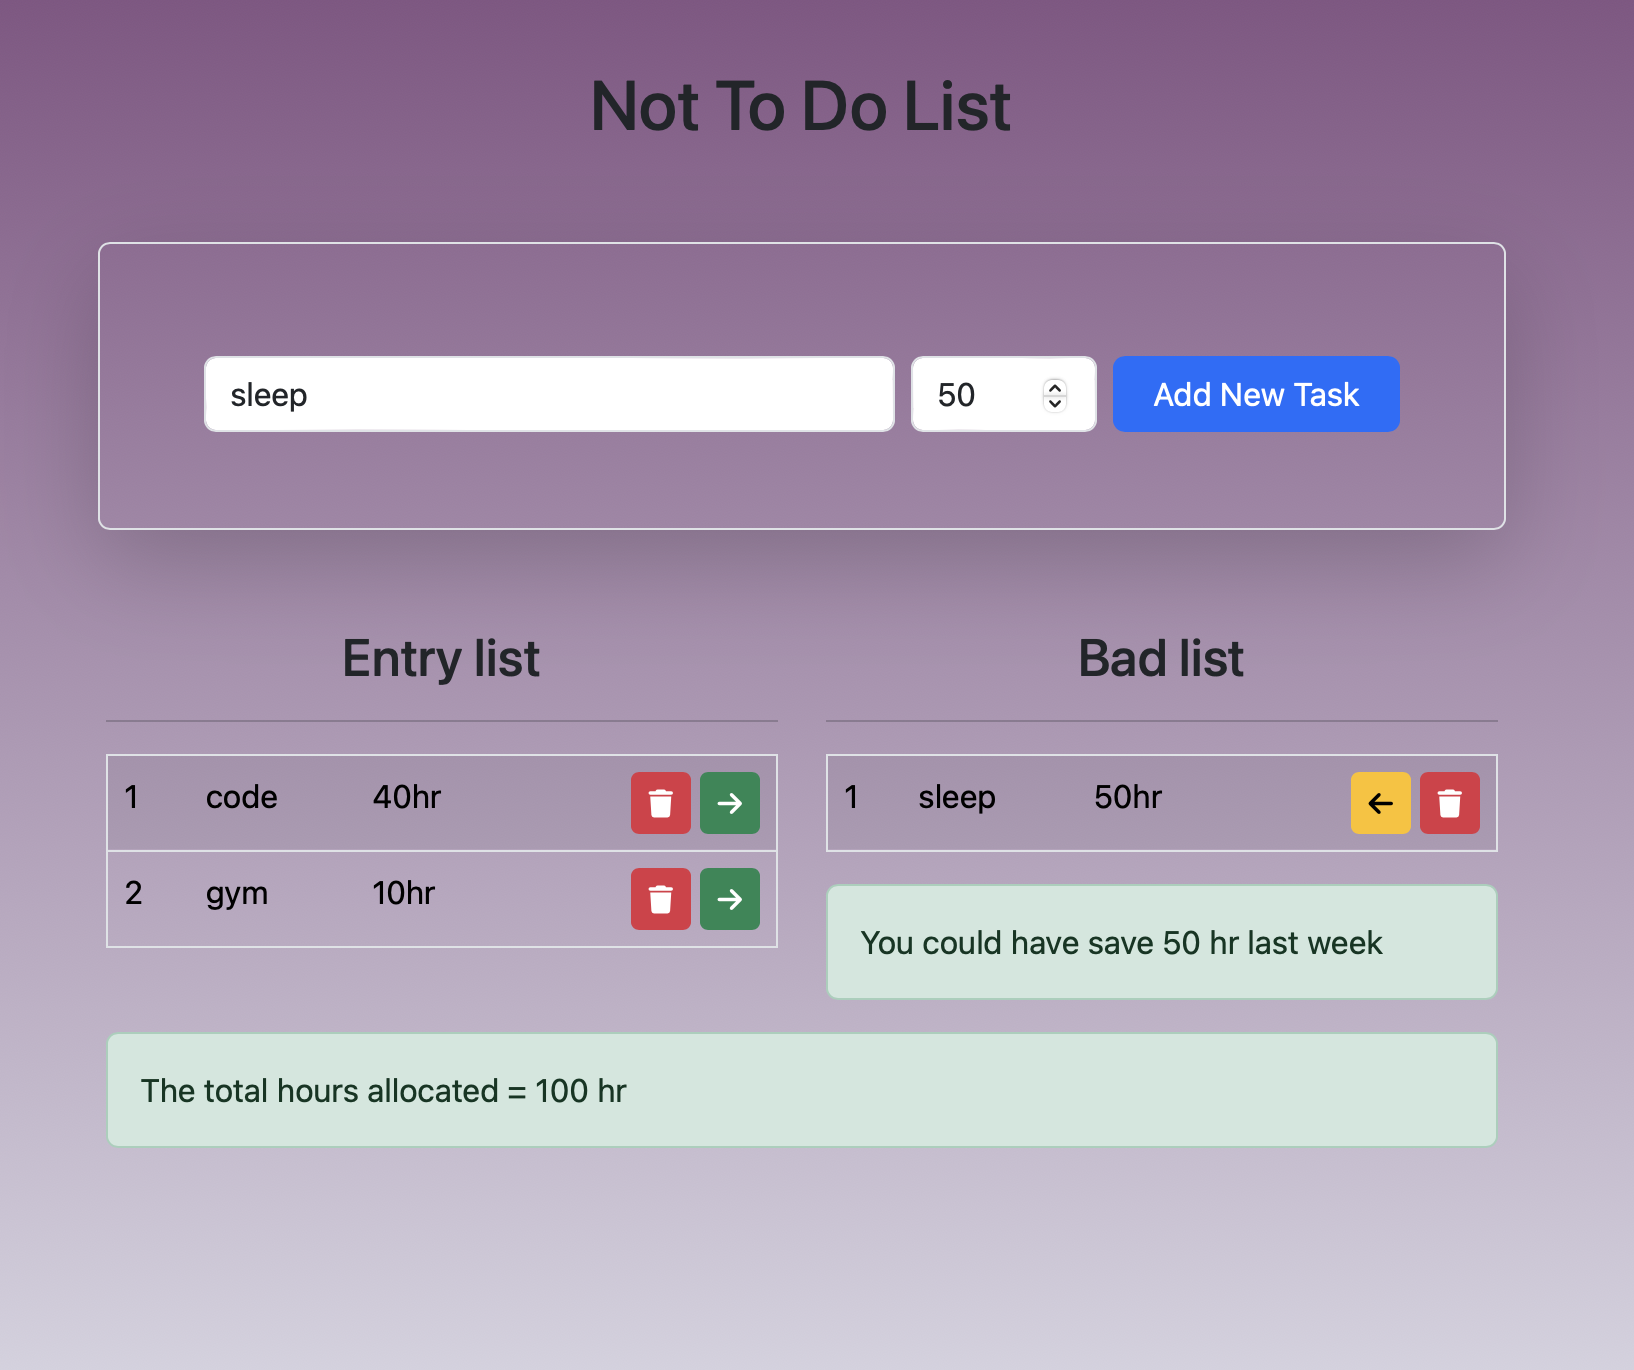 Not To Do List
sleep 50 Add New Task
Entry list
1 code 40hr
2 gym 10hr
Bad list
1 sleep 50hr
You could have save 50 hr last week
The total hours allocated = 100 hr